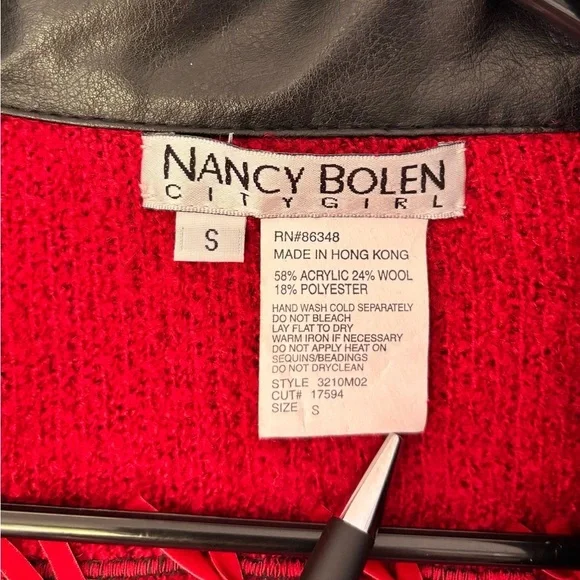 NANCY BOLEN
CITYGIRL
S
RN#86348
MADE IN HONG KONG
58% ACRYLIC 24% WOOL
18% POLYESTER
HAND WASH COLD SEPARATELY
DO NOT BLEACH
LAY FLAT TO DRY
WARM IRON IF NECESSARY
DO NOT APPLY HEAT ON
SEQUINS/BEADINGS
DO NOT DRYCLEAN
STYLE 3210M02
CUT# 17594
SIZE S